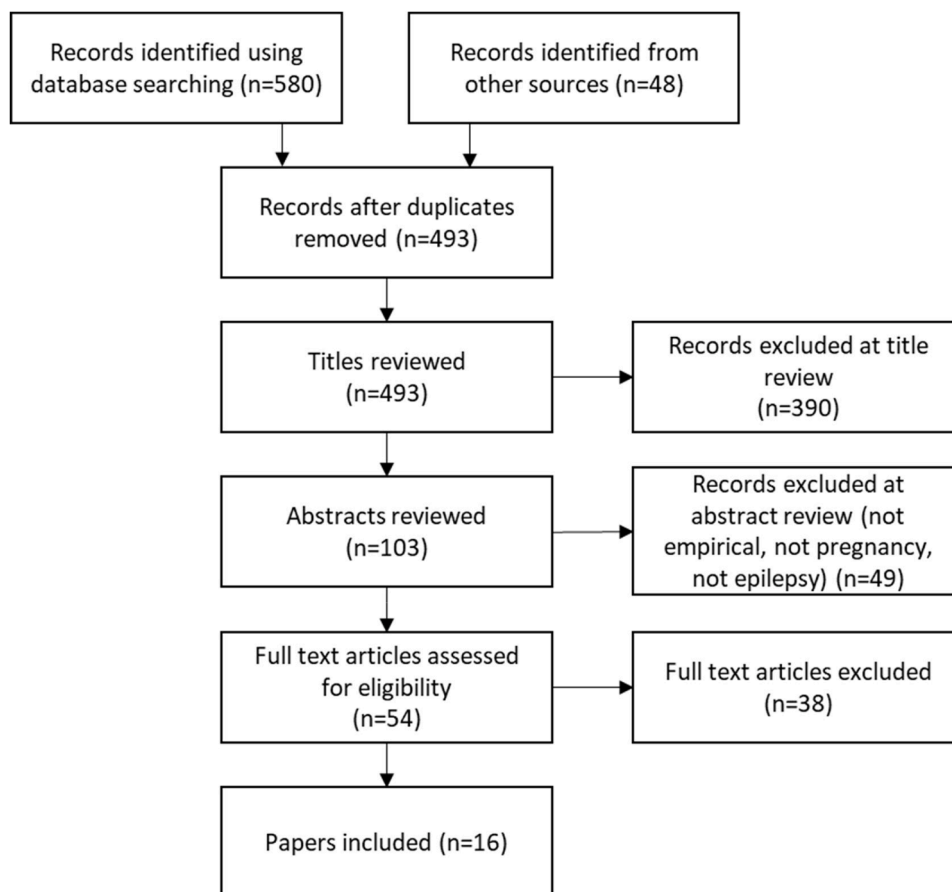 Records identified using
database searching (n=580)
Records identified from
other sources (n=48)
Records after duplicates
removed (n=493)
Titles reviewed
(n=493)
Records excluded at title
review
(n=390)
Abstracts reviewed
(n=103)
Records excluded at
abstract review (not
empirical, not pregnancy,
not epilepsy) (n=49)
Full text articles assessed
for eligibility
(n=54)
Full text articles excluded
(n=38)
Papers included (n=16)